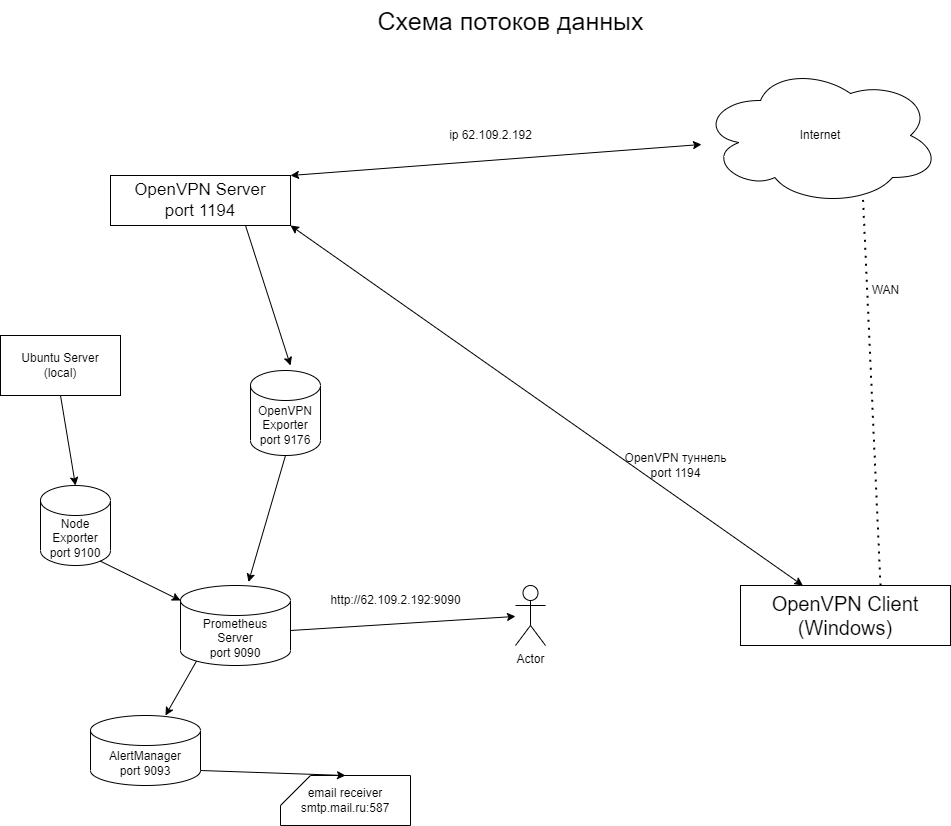 Схема потоков данных
ip 62.109.2.192
Internet
OpenVPN Server
port 1194
WAN
Ubuntu Server
(local)
OpenVPN
Exporter
port 9176
OpenVPN туннель
port 1194
Node
Exporter
port 9100
Prometheus
Server
port 9090
http://62.109.2.192:9090
Actor
OpenVPN Client
(Windows)
AlertManager
port 9093
email receiver
smtp.mail.ru:587